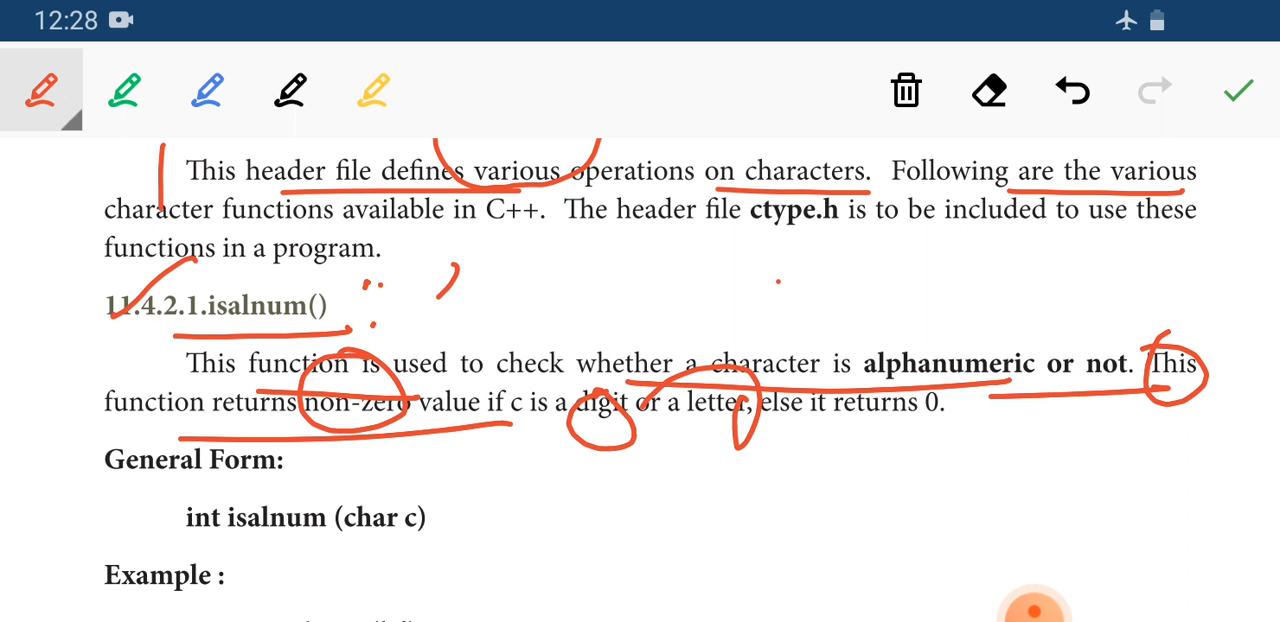 12:28
This header file defines various operations on characters. Following are the various
character functions available in C++. The header file ctype.h is to be included to use these
functions in a program.
11.4.2.1.isalnum()
This function is used to check whether a character is alphanumeric or not. This
function returns non-zero value if c is a digit or a letter, else it returns 0.
General Form:
int isalnum (char c)
Example :